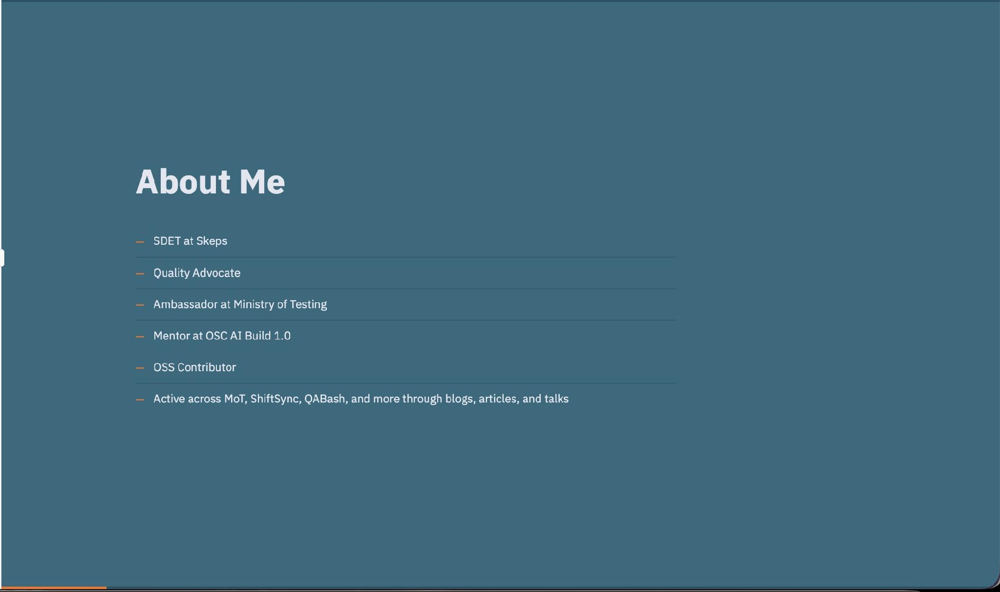 About Me
— SDET at Skeps
— Quality Advocate
— Ambassador at Ministry of Testing
— Mentor at OSC AI Build 1.0
— OSS Contributor
— Active across MoT, ShiftSync, QABash, and more through blogs, articles, and talks